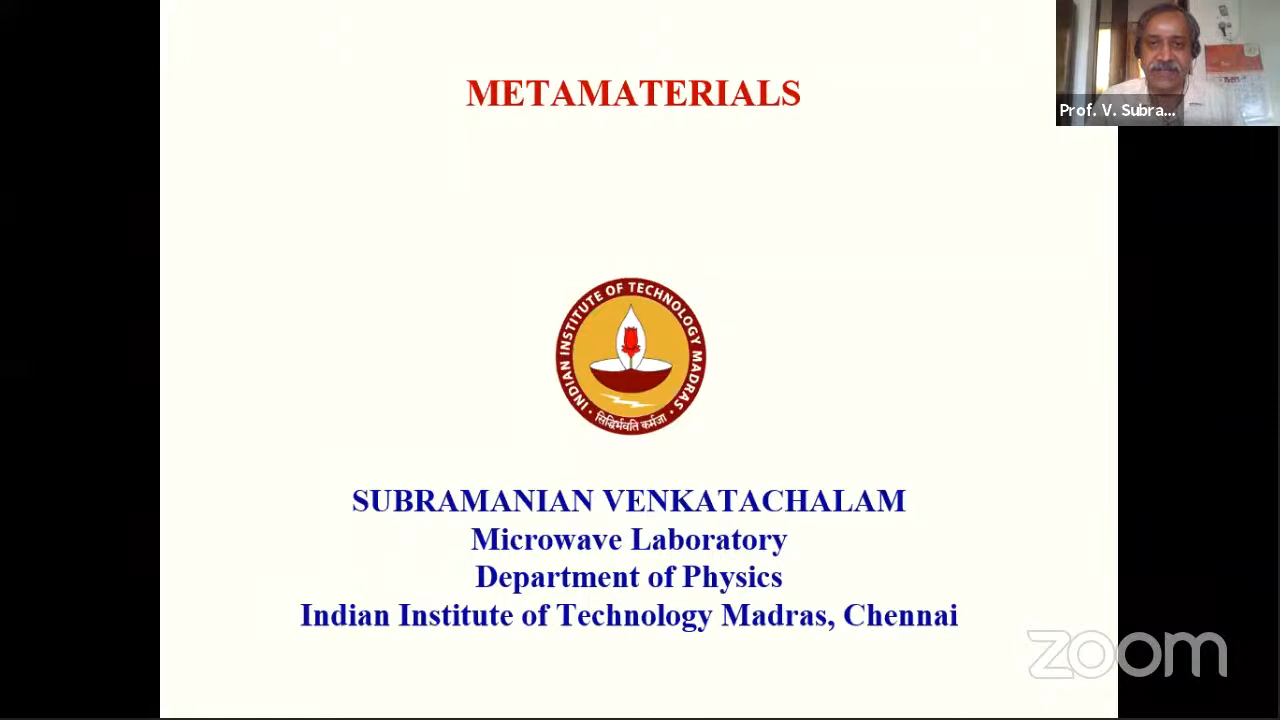 METAMATERIALS
Prof. V. Subra...
INDIAN INSTITUTE OF TECHNOLOGY MADRAS
सिद्धिर्भवति कर्मजा
SUBRAMANIAN VENKATACHALAM
Microwave Laboratory
Department of Physics
Indian Institute of Technology Madras, Chennai
zoom